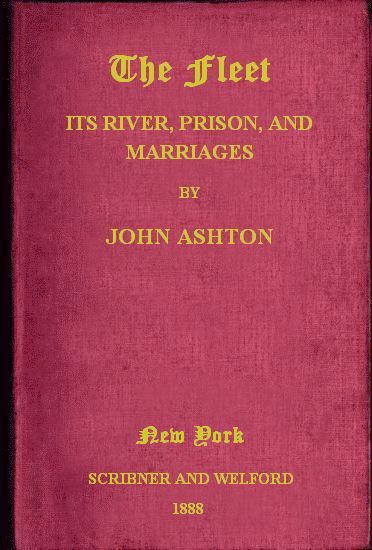 The Fleet
ITS RIVER, PRISON, AND
MARRIAGES
BY
JOHN ASHTON
New York
SCRIBNER AND WELFORD
1888